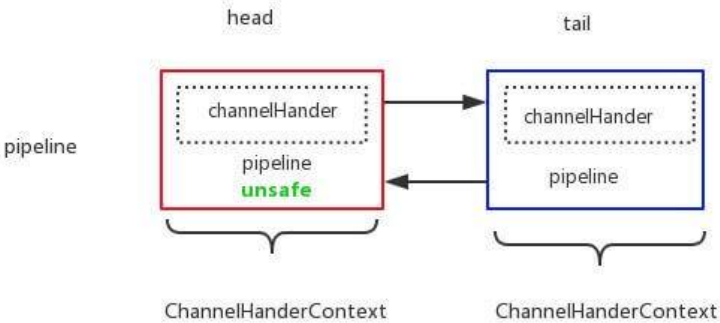 head
tail
channelHander
channelHander
pipeline
pipeline
unsafe
pipeline
ChannelHanderContext
ChannelHanderContext